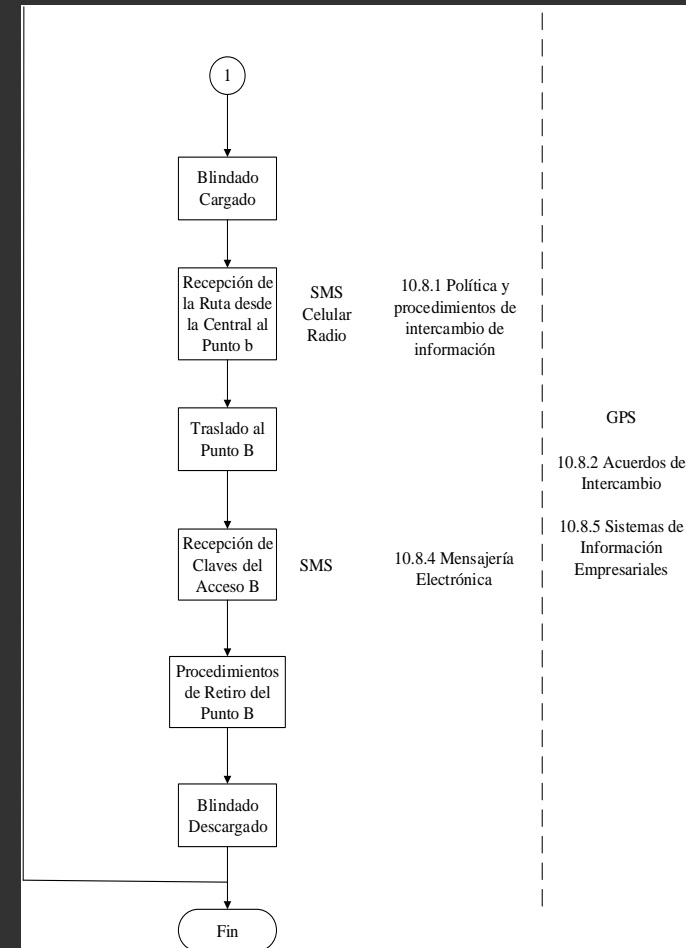 1
Blindado
Cargado
Recepción de
la Ruta desde
la Central al
Punto b
SMS
Celular
Radio
10.8.1 Política y
procedimientos de
intercambio de
información
Traslado al
Punto B
GPS
10.8.2 Acuerdos de
Intercambio
10.8.5 Sistemas de
Información
Empresariales
Recepción de
Claves del
Acceso B
SMS
10.8.4 Mensajería
Electrónica
Procedimientos
de Retiro del
Punto B
Blindado
Descargado
Fin